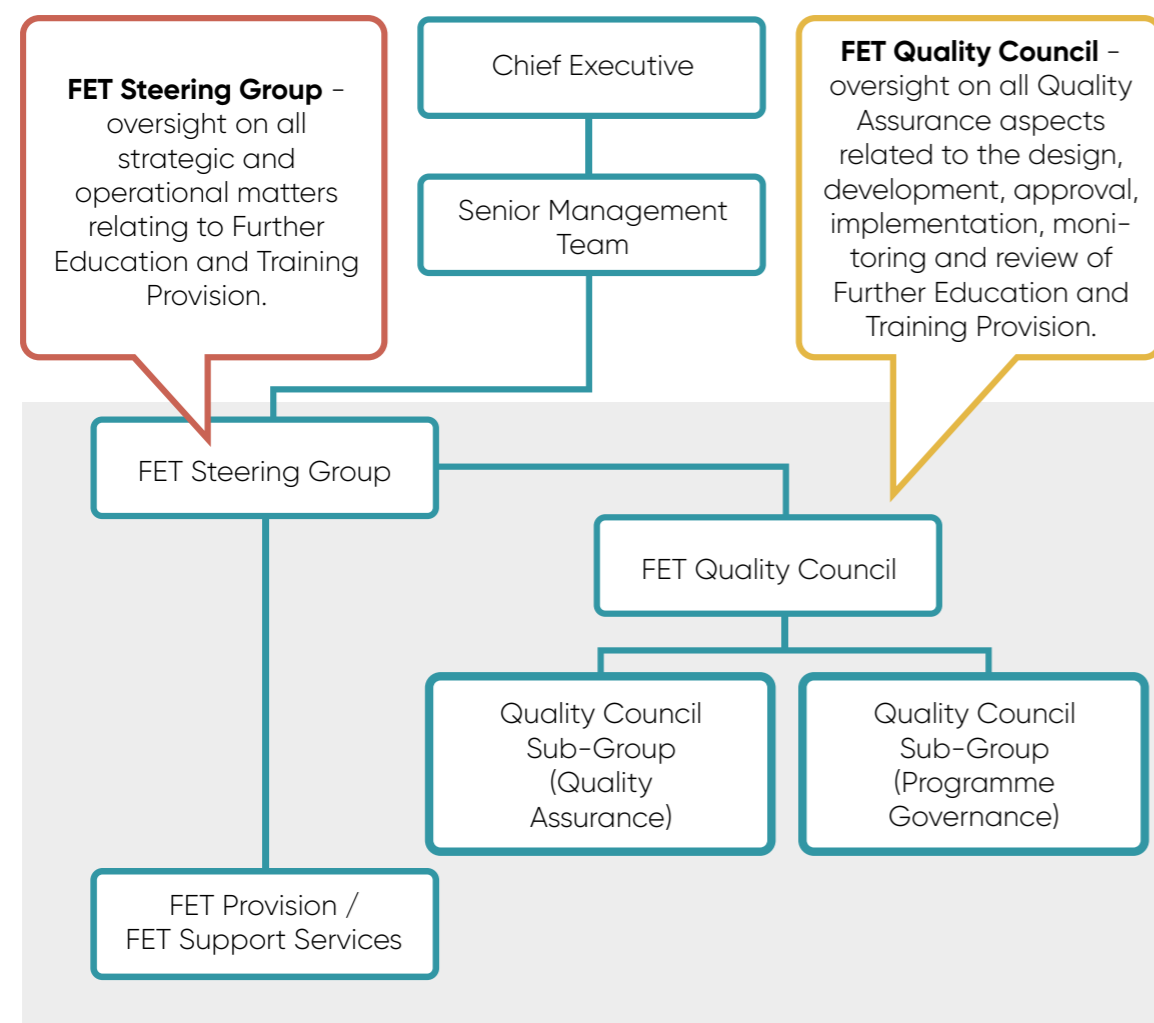 FET Steering Group –
oversight on all
strategic and
operational matters
relating to Further
Education and Training
Provision.
Chief Executive
FET Quality Council –
oversight on all Quality
Assurance aspects
related to the design,
development, approval,
implementation, moni-
toring and review of
Further Education and
Training Provision.
Senior Management
Team
FET Steering Group
FET Quality Council
Quality Council
Sub-Group
(Quality
Assurance)
Quality Council
Sub-Group
(Programme
Governance)
FET Provision /
FET Support Services